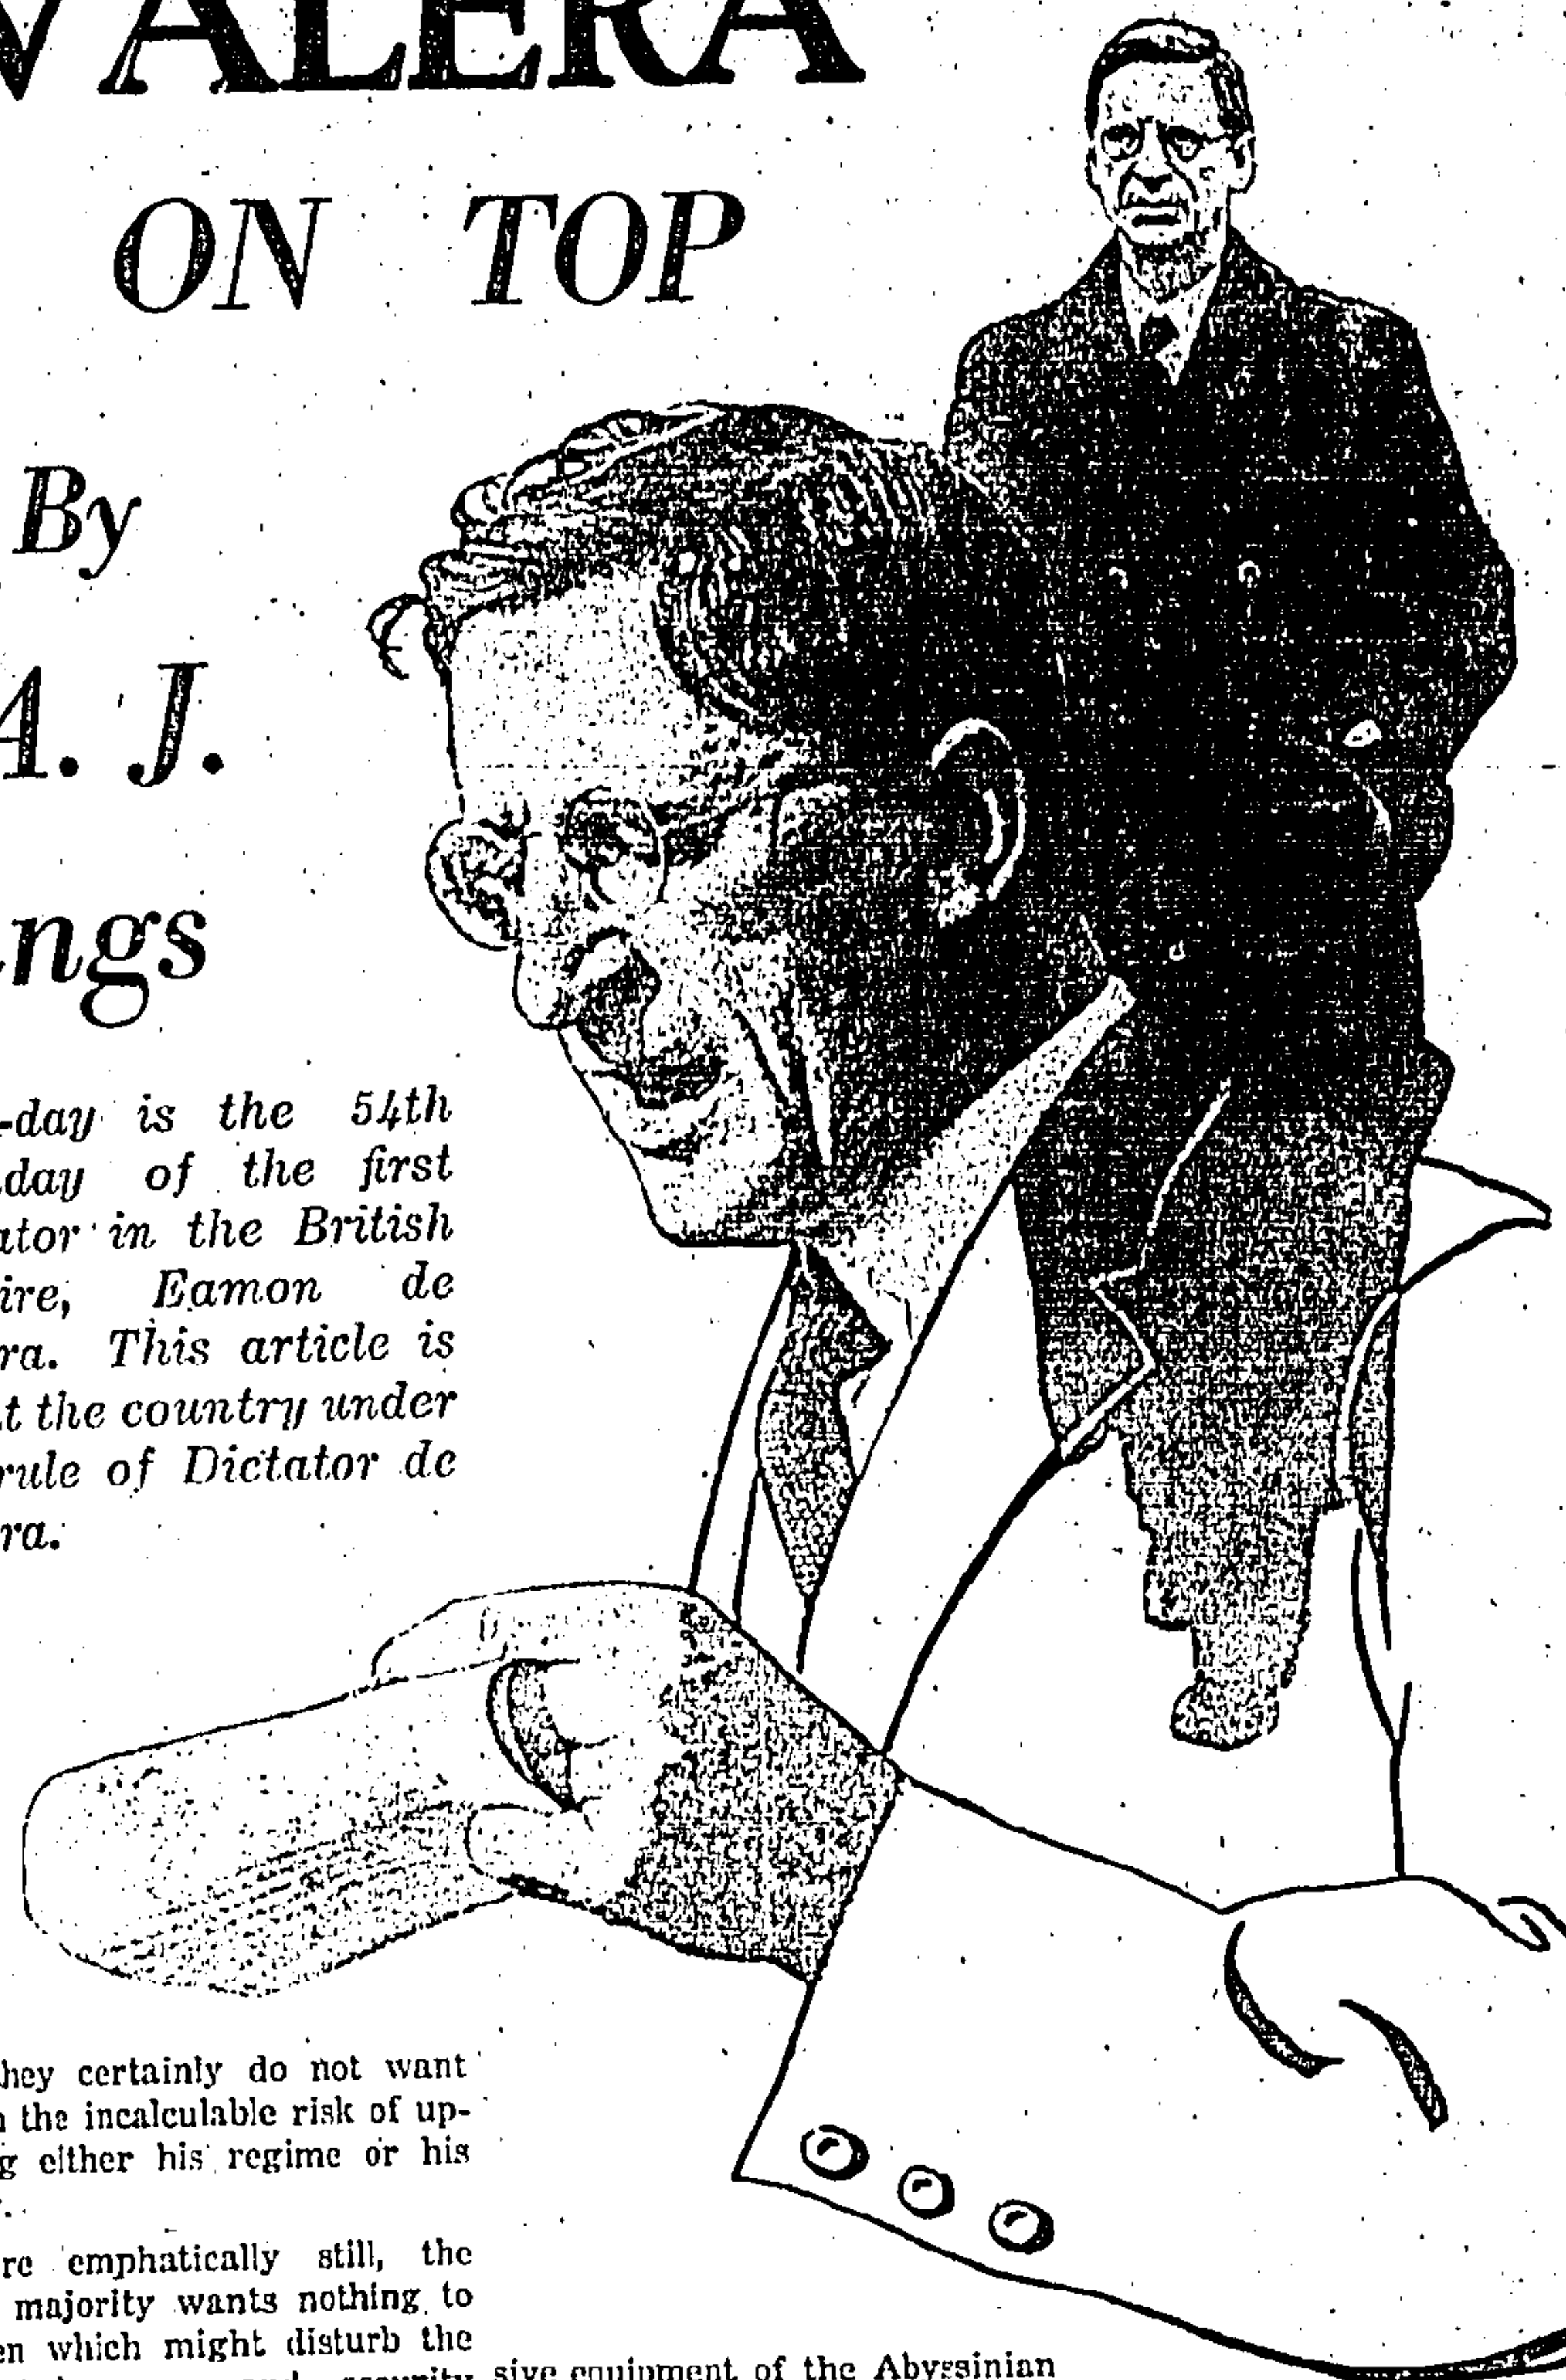 VALERA
ON TOP
By
A. J.
ngs
-day is the 54th
day of the first
ator in the British
ire, Eamon de
ra. This article is
t the country under
rule of Dictator de
ra.
hey certainly do not want
the incalculable risk of up-
g either his regime or his
re emphatically still, the
majority wants nothing to
en which might disturb the
security
sive equipment of the Abyssinian